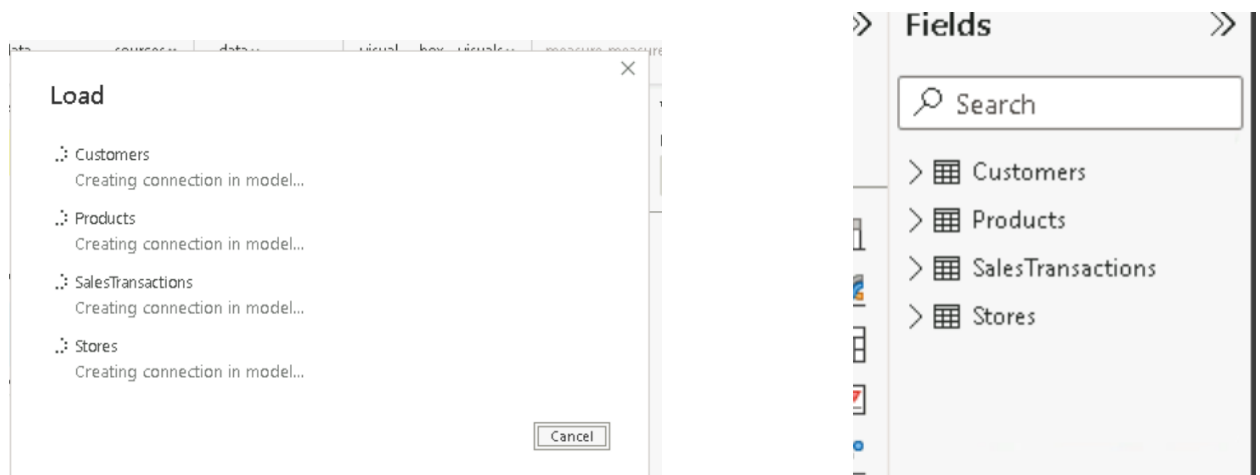 Load
Customers
Creating connection in model...
Products
Creating connection in model...
SalesTransactions
Creating connection in model...
Stores
Creating connection in model...
Cancel
Fields
Search
Customers
Products
SalesTransactions
Stores